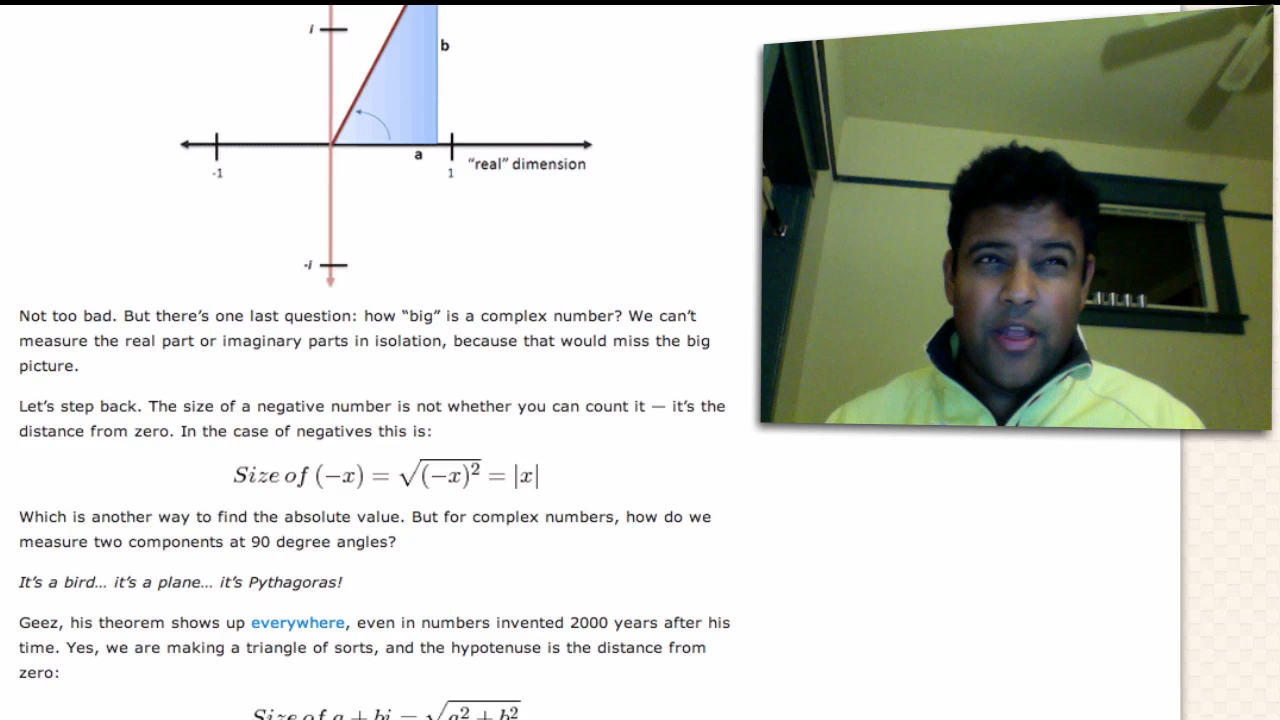 i
b
a
-1
1
"real" dimension
-i
Not too bad. But there's one last question: how "big" is a complex number? We can't
measure the real part or imaginary parts in isolation, because that would miss the big
picture.
Let's step back. The size of a negative number is not whether you can count it — it's the
distance from zero. In the case of negatives this is:
Size of (−x) = √(−x)² = |x|
Which is another way to find the absolute value. But for complex numbers, how do we
measure two components at 90 degree angles?
It's a bird… it's a plane… it's Pythagoras!
Geez, his theorem shows up everywhere, even in numbers invented 2000 years after his
time. Yes, we are making a triangle of sorts, and the hypotenuse is the distance from
zero:
Size of a + bi = √a² + b²